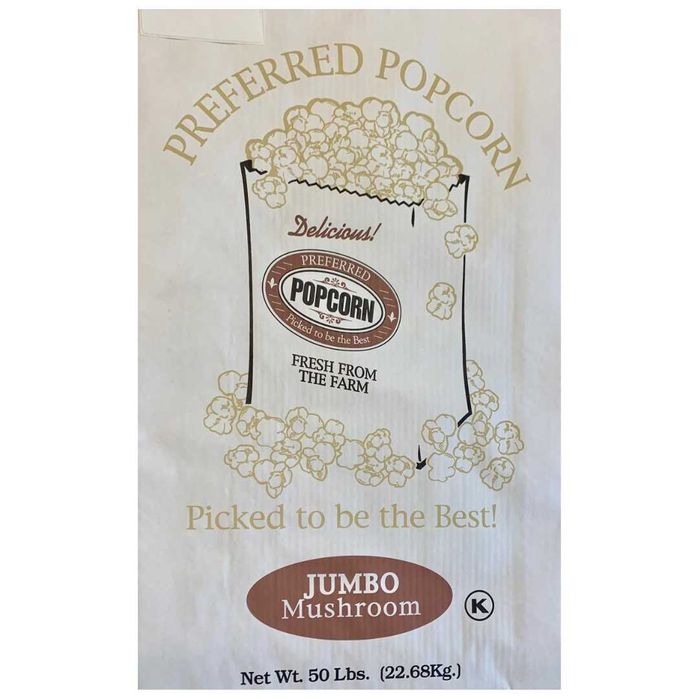 PREFERRED POPCORN
Delicious!
PREFERRED
POPCORN
Picked to be the Best
FRESH FROM
THE FARM
Picked to be the Best!
JUMBO
Mushroom
K
Net Wt. 50 Lbs. (22.68Kg.)